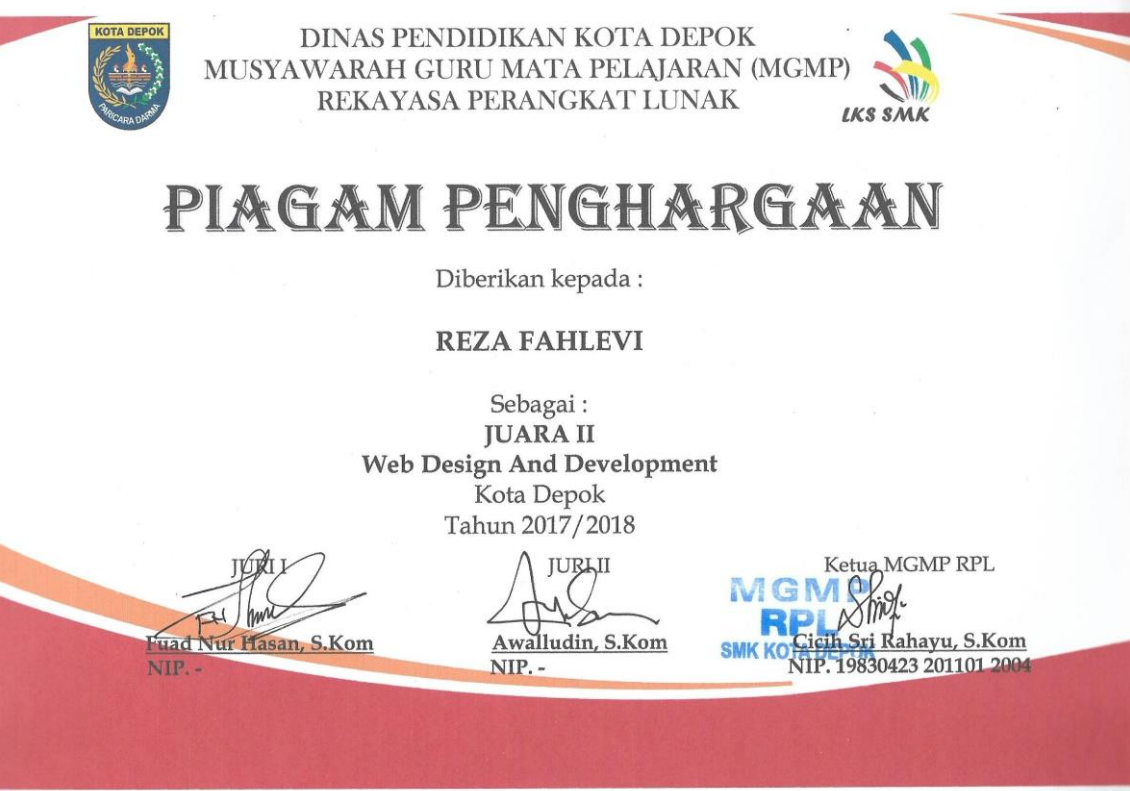 KOTA DEPOK
PARICARA DARMA
DINAS PENDIDIKAN KOTA DEPOK
MUSYAWARAH GURU MATA PELAJARAN (MGMP)
REKAYASA PERANGKAT LUNAK
LKS SMK
PIAGAM PENGHARGAAN
Diberikan kepada :
REZA FAHLEVI
Sebagai :
JUARA II
Web Design And Development
Kota Depok
Tahun 2017/2018
JURI I
JURI II
Ketua MGMP RPL
MGMP
RPL
SMK KOTA DEPOK
Fuad Nur Hasan, S.Kom
Awalludin, S.Kom
Cicih Sri Rahayu, S.Kom
NIP. -
NIP. -
NIP. 19830423 201101 2004